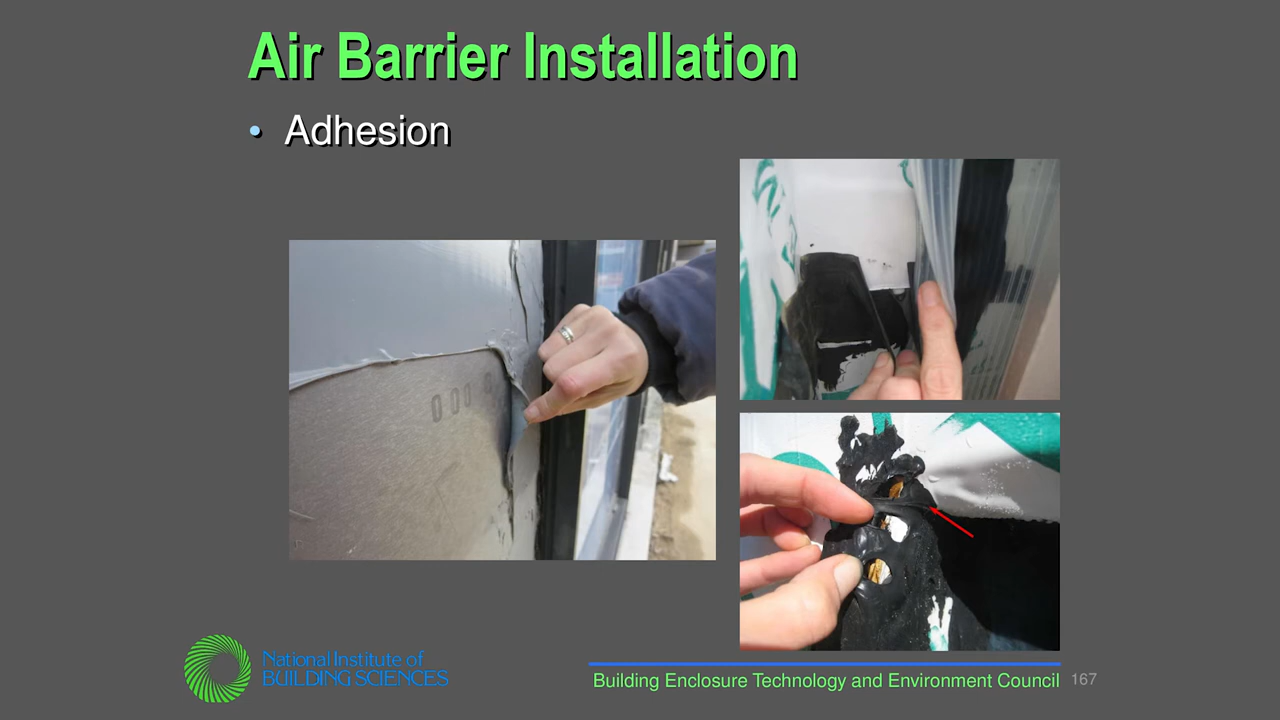 Air Barrier Installation
• Adhesion
National Institute of
BUILDING SCIENCES
Building Enclosure Technology and Environment Council 167